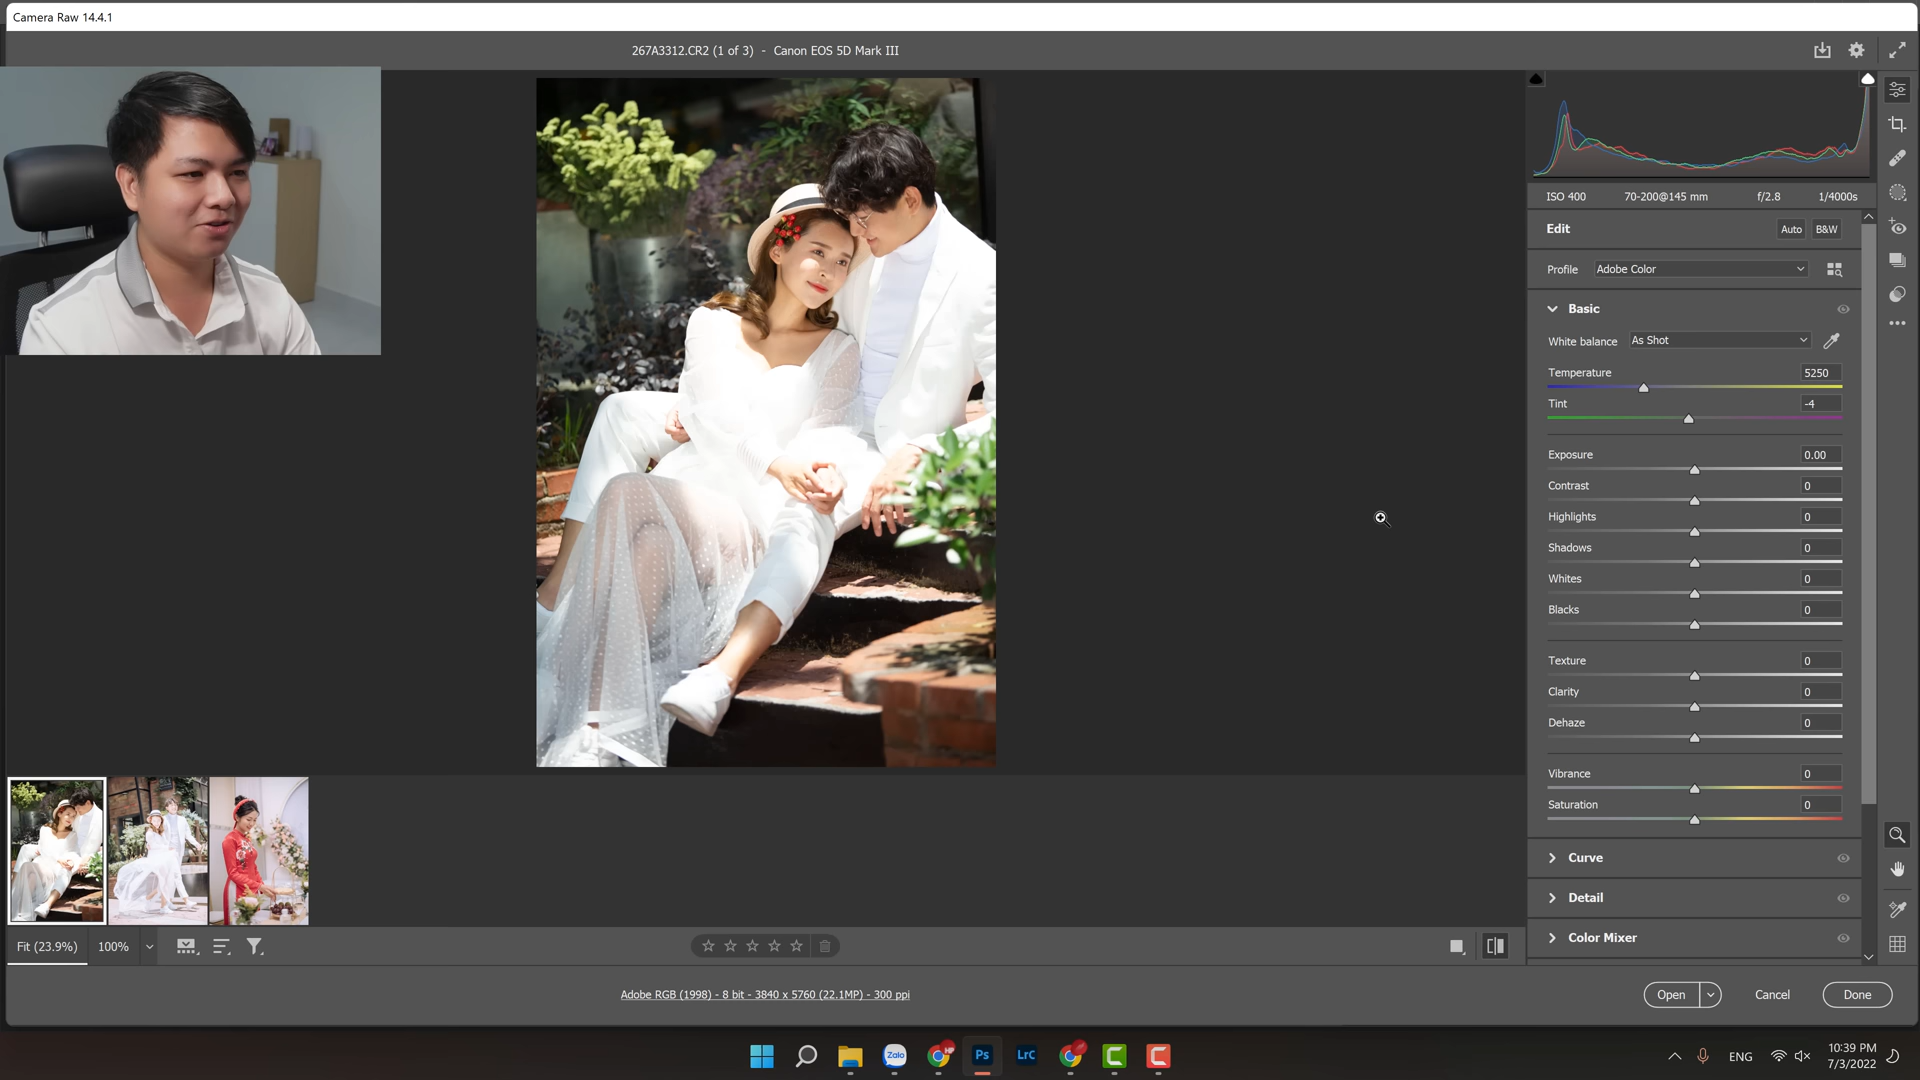 Camera Raw 14.4.1
267A3312.CR2 (1 of 3)  -  Canon EOS 5D Mark III
ISO 400 70-200@145 mm f/2.8 1/4000s
Edit Auto B&W
Profile Adobe Color
Basic
White balance As Shot
Temperature 5250
Tint -4
Exposure 0.00
Contrast 0
Highlights 0
Shadows 0
Whites 0
Blacks 0
Texture 0
Clarity 0
Dehaze 0
Vibrance 0
Saturation 0
Curve
Detail
Color Mixer
Fit (23.9%) 100%
Adobe RGB (1998) - 8 bit - 3840 x 5760 (22.1MP) - 300 ppi
Open Cancel Done
Zalo Ps LrC
ENG
10:39 PM
7/3/2022